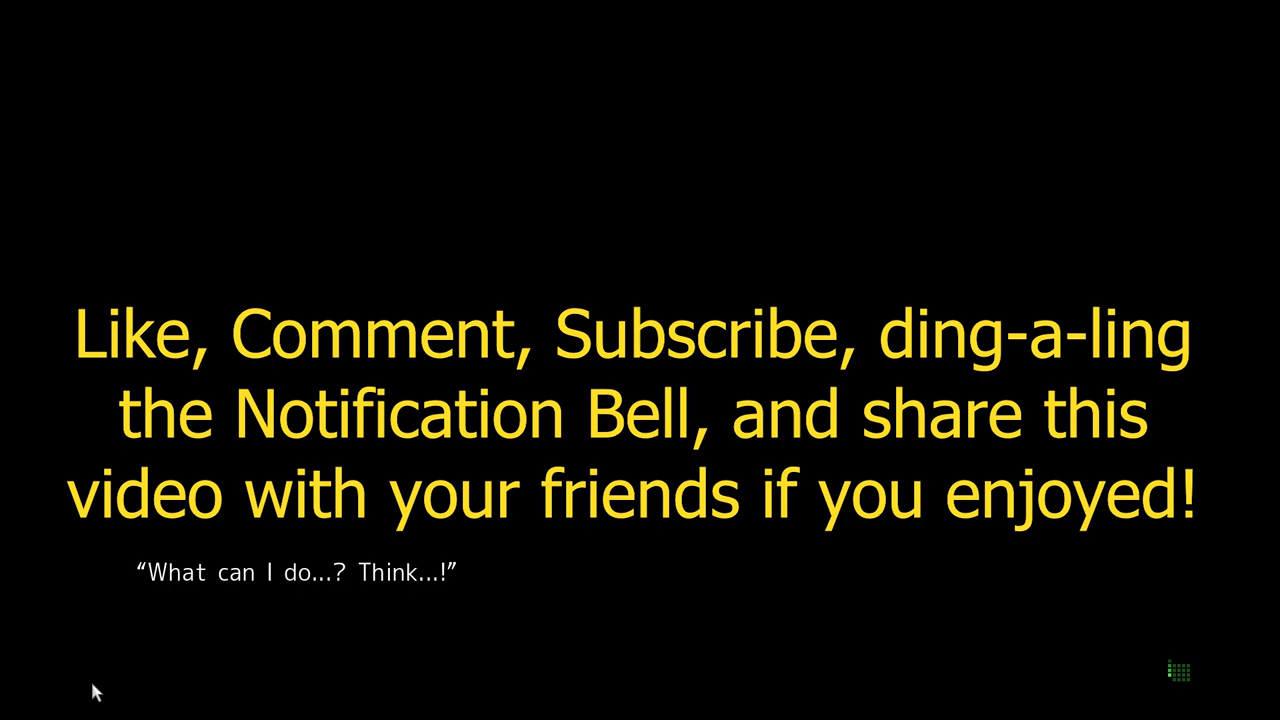 Like, Comment, Subscribe, ding-a-ling
the Notification Bell, and share this
video with your friends if you enjoyed!
“What can I do...? Think...!”